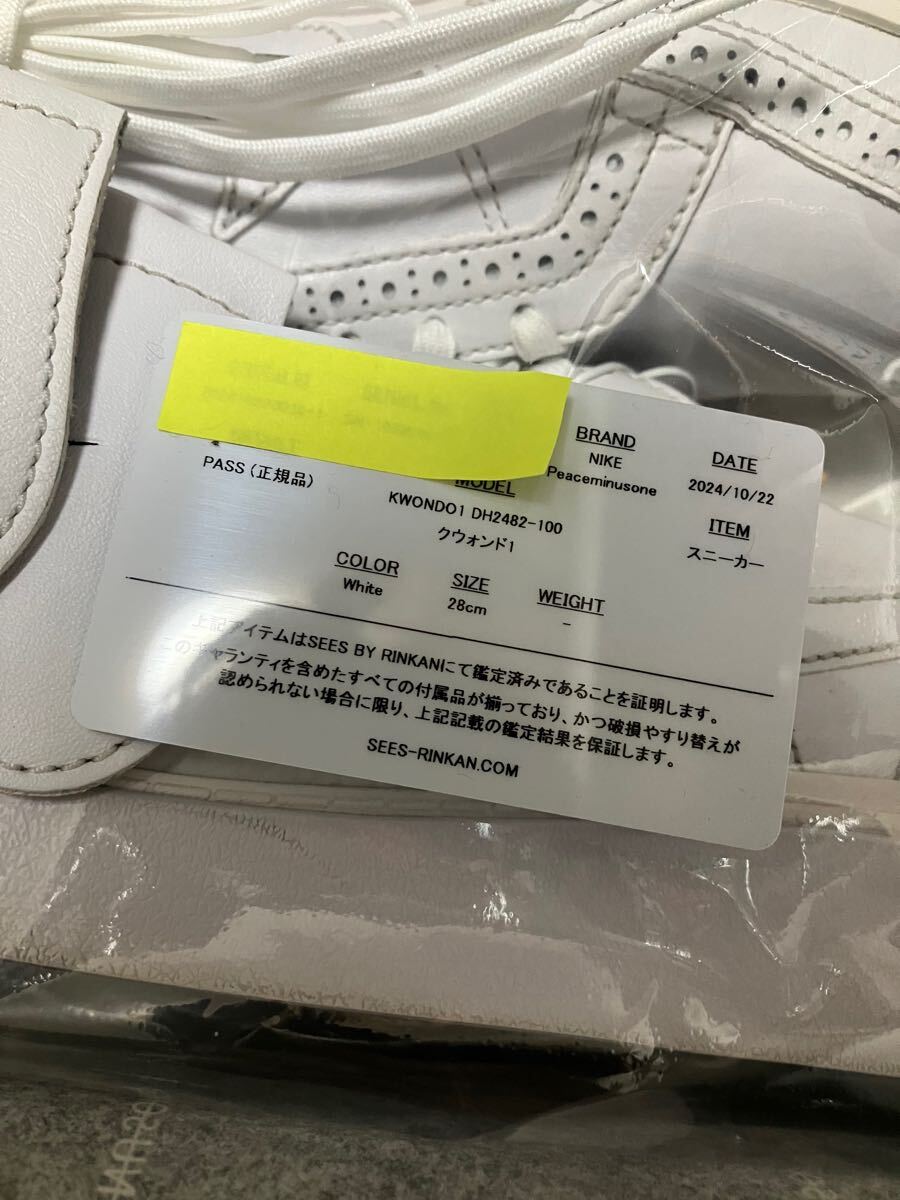 BRAND
DATE
NIKE
Peaceminusone
2024/10/22
PASS (正規品)
MODEL
KWONDO1 DH2482-100
クウォンド1
ITEM
スニーカー
COLOR
White
SIZE
28cm
WEIGHT
-
上記アイテムはSEES BY RINKANにて鑑定済みであることを証明します。
このギャランティを含めたすべての付属品が揃っており、かつ破損やすり替えが
認められない場合に限り、上記記載の鑑定結果を保証します。
SEES-RINKAN.COM